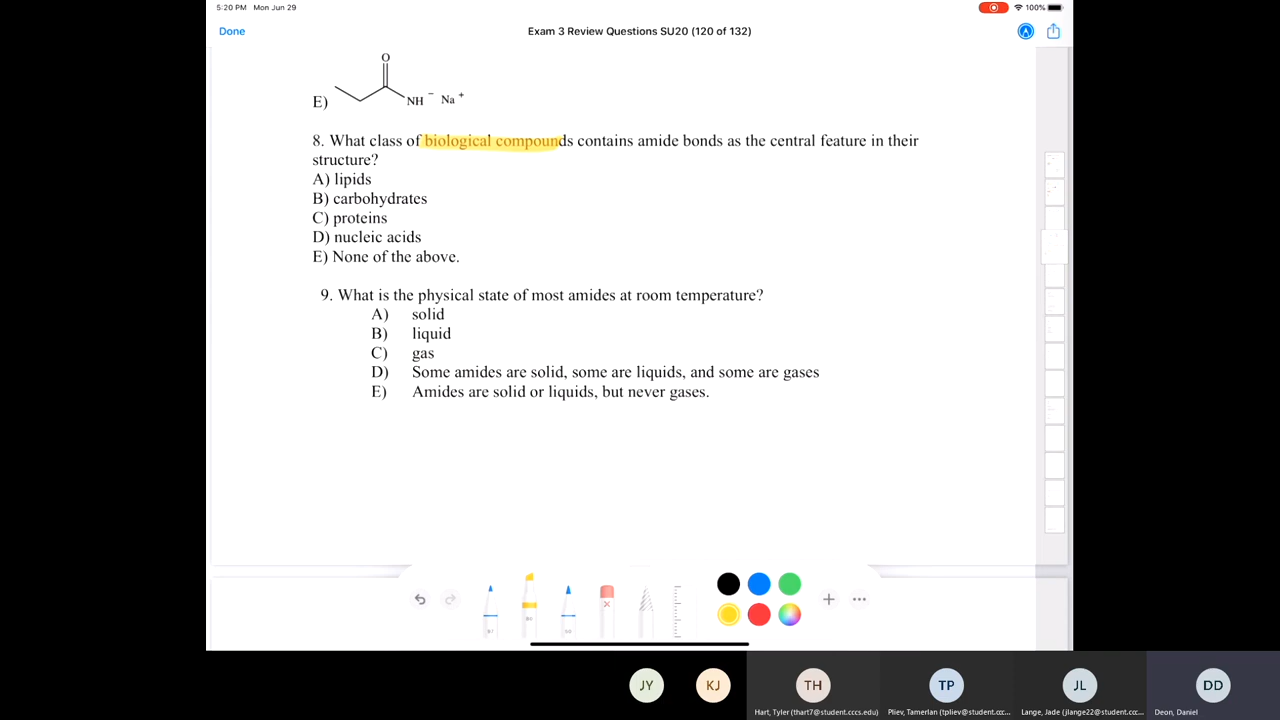 5:20 PM Mon Jun 29
100%
Done
Exam 3 Review Questions SU20 (120 of 132)
O
E)
NH − Na +
8. What class of biological compounds contains amide bonds as the central feature in their
structure?
A) lipids
B) carbohydrates
C) proteins
D) nucleic acids
E) None of the above.
9. What is the physical state of most amides at room temperature?
A) solid
B) liquid
C) gas
D) Some amides are solid, some are liquids, and some are gases
E) Amides are solid or liquids, but never gases.
JY KJ TH TP JL DD
Hart, Tyler (thart7@student.cccs.edu) Pliev, Tamerlan (tpliev@student.ccc... Lange, Jade (jlange22@student.ccc... Deon, Daniel